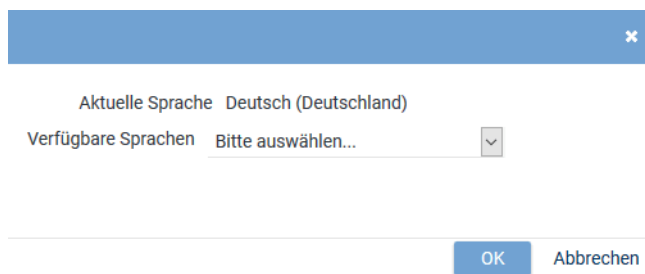 Aktuelle Sprache Deutsch (Deutschland)
Verfügbare Sprachen Bitte auswählen...
OK Abbrechen